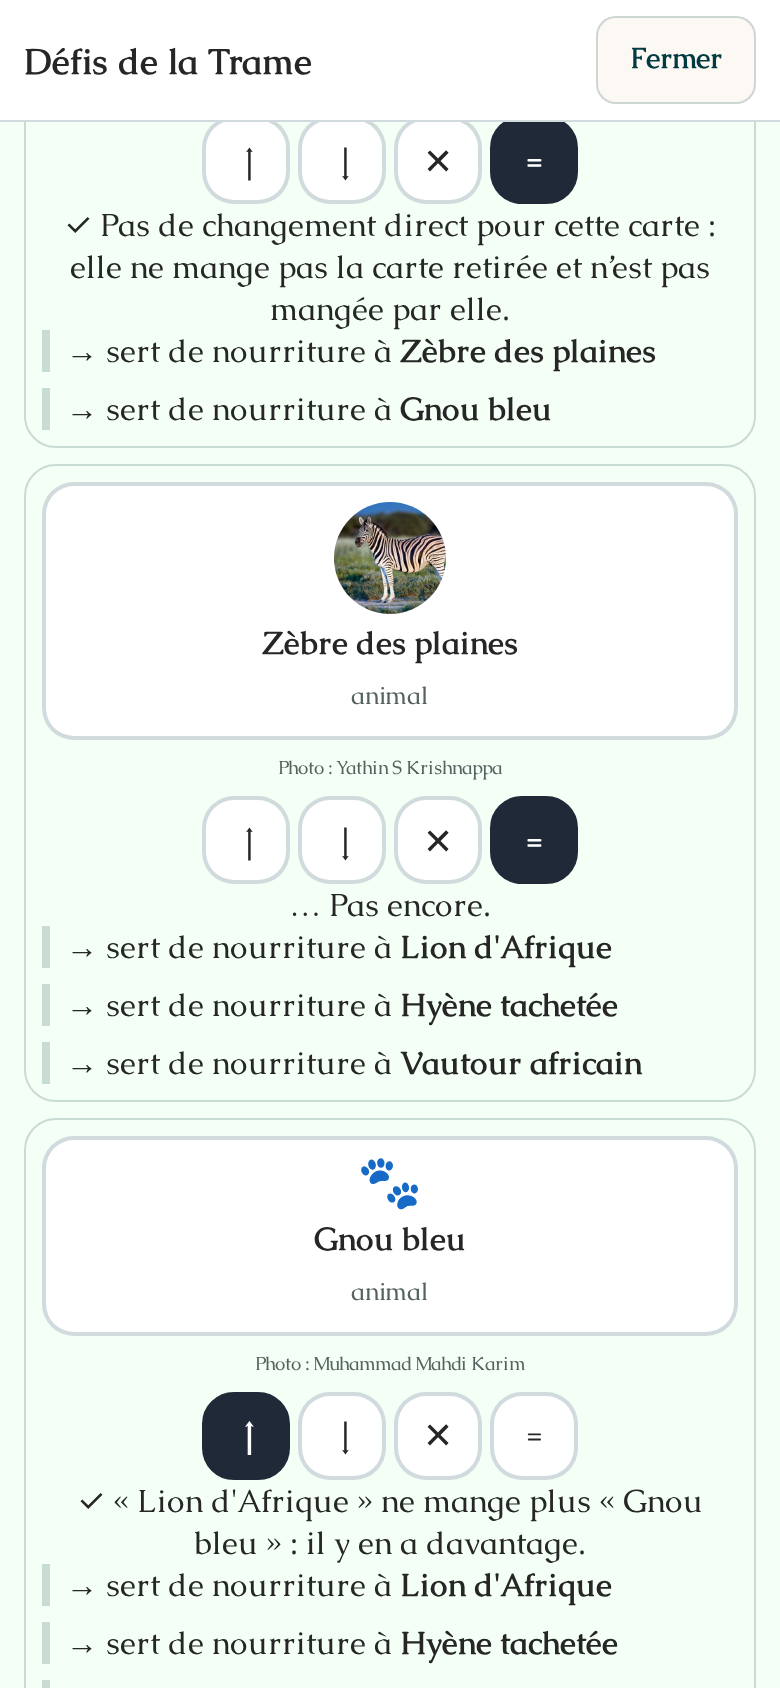 Défis de la Trame
Fermer
↑ ↓ ✕ =
✓ Pas de changement direct pour cette carte :
elle ne mange pas la carte retirée et n’est pas
mangée par elle.
→ sert de nourriture à Zèbre des plaines
→ sert de nourriture à Gnou bleu
Zèbre des plaines
animal
Photo : Yathin S Krishnappa
↑ ↓ ✕ =
… Pas encore.
→ sert de nourriture à Lion d'Afrique
→ sert de nourriture à Hyène tachetée
→ sert de nourriture à Vautour africain
Gnou bleu
animal
Photo : Muhammad Mahdi Karim
↑ ↓ ✕ =
✓ « Lion d'Afrique » ne mange plus « Gnou
bleu » : il y en a davantage.
→ sert de nourriture à Lion d'Afrique
→ sert de nourriture à Hyène tachetée